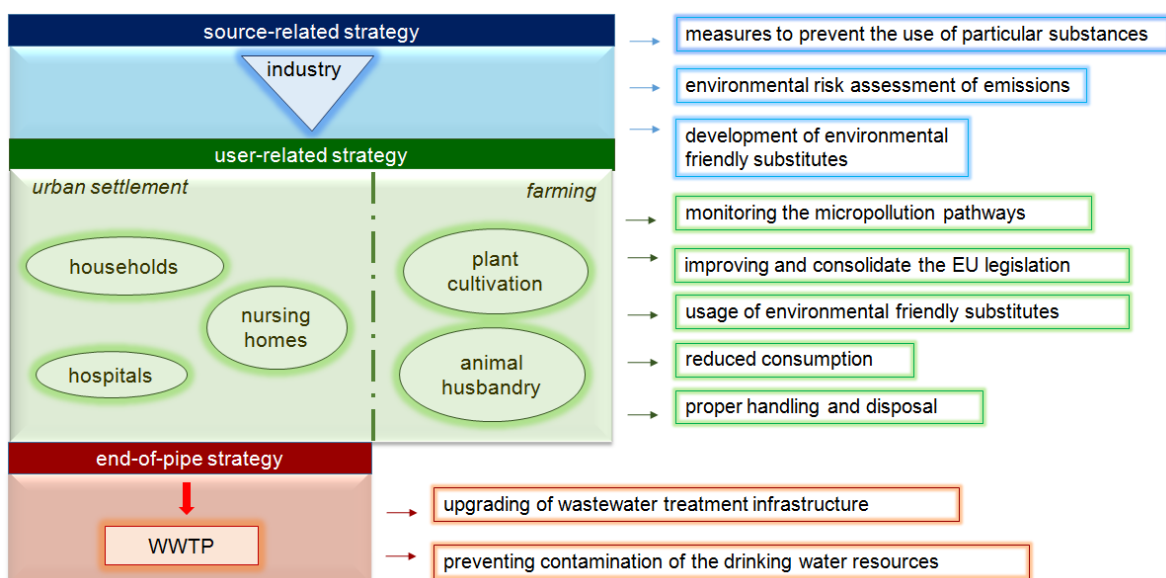 source-related strategy
industry
measures to prevent the use of particular substances
environmental risk assessment of emissions
development of environmental
friendly substitutes
user-related strategy
urban settlement
farming
households
nursing
homes
hospitals
plant
cultivation
animal
husbandry
monitoring the micropollution pathways
improving and consolidate the EU legislation
usage of environmental friendly substitutes
reduced consumption
proper handling and disposal
end-of-pipe strategy
WWTP
upgrading of wastewater treatment infrastructure
preventing contamination of the drinking water resources